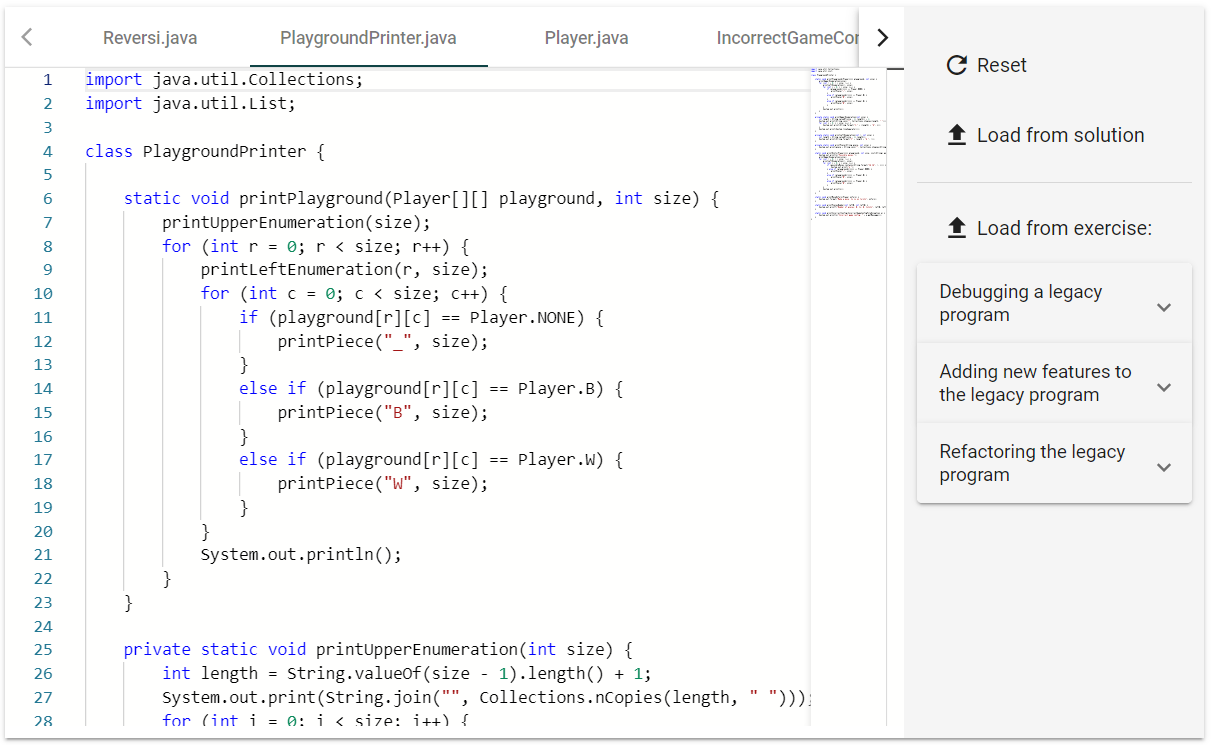 Reversi.java PlaygroundPrinter.java Player.java IncorrectGameCor
1 import java.util.Collections;
2 import java.util.List;
3
4 class PlaygroundPrinter {
5
6 static void printPlayground(Player[][] playground, int size) {
7 printUpperEnumeration(size);
8 for (int r = 0; r < size; r++) {
9 printLeftEnumeration(r, size);
10 for (int c = 0; c < size; c++) {
11 if (playground[r][c] == Player.NONE) {
12 printPiece("_", size);
13 }
14 else if (playground[r][c] == Player.B) {
15 printPiece("B", size);
16 }
17 else if (playground[r][c] == Player.W) {
18 printPiece("W", size);
19 }
20 }
21 System.out.println();
22 }
23 }
24
25 private static void printUpperEnumeration(int size) {
26 int length = String.valueOf(size - 1).length() + 1;
27 System.out.print(String.join("", Collections.nCopies(length, " ")));
28 for (int i = 0; i < size; i++) {
Reset
Load from solution
Load from exercise:
Debugging a legacy
program
Adding new features to
the legacy program
Refactoring the legacy
program